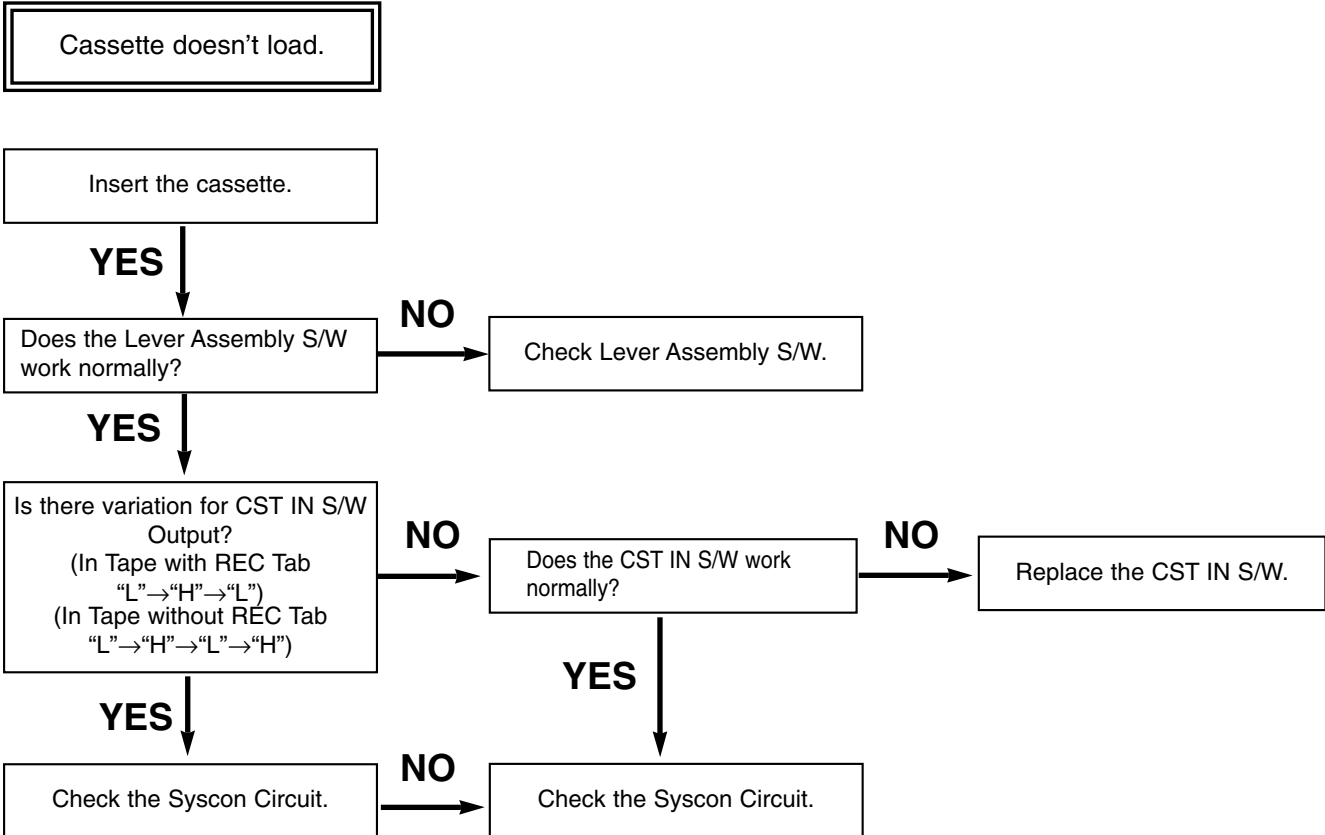 Cassette doesn't load.
Insert the cassette.
YES
Does the Lever Assembly S/W
work normally?
NO
Check Lever Assembly S/W.
YES
Is there variation for CST IN S/W
Output?
(In Tape with REC Tab
“L”→“H”→“L”)
(In Tape without REC Tab
“L”→“H”→“L”→“H”)
NO
Does the CST IN S/W work
normally?
NO
Replace the CST IN S/W.
YES
YES
Check the Syscon Circuit.
NO
Check the Syscon Circuit.